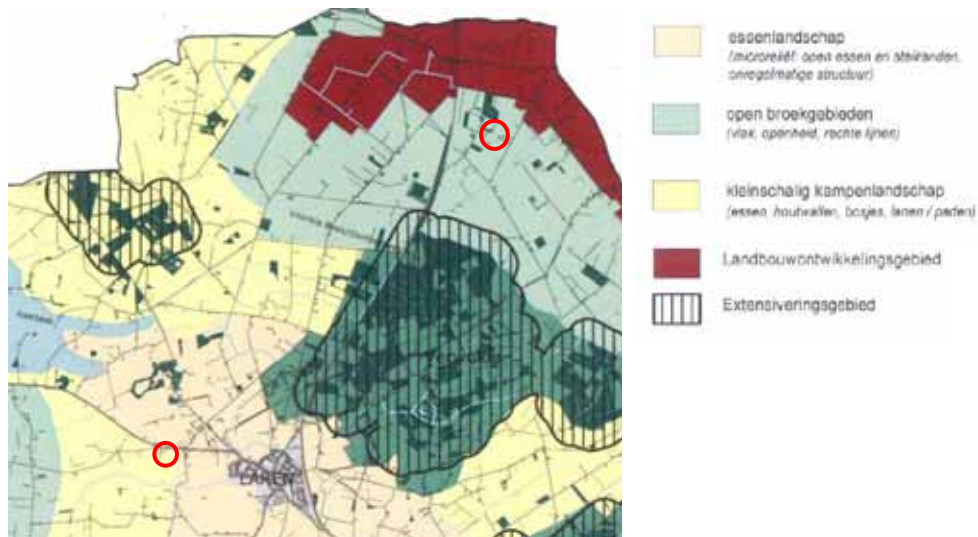 essenlandschap
(microreliëf: open essen en steilranden,
onregelmatige structuur)
open broekgebieden
(vlak, openheid, rechte lijnen)
kleinschalig kampenlandschap
(essen, houtwallen, bosjes, lanen / paden)
Landbouwontwikkelingsgebied
Extensiveringsgebied
LAREN